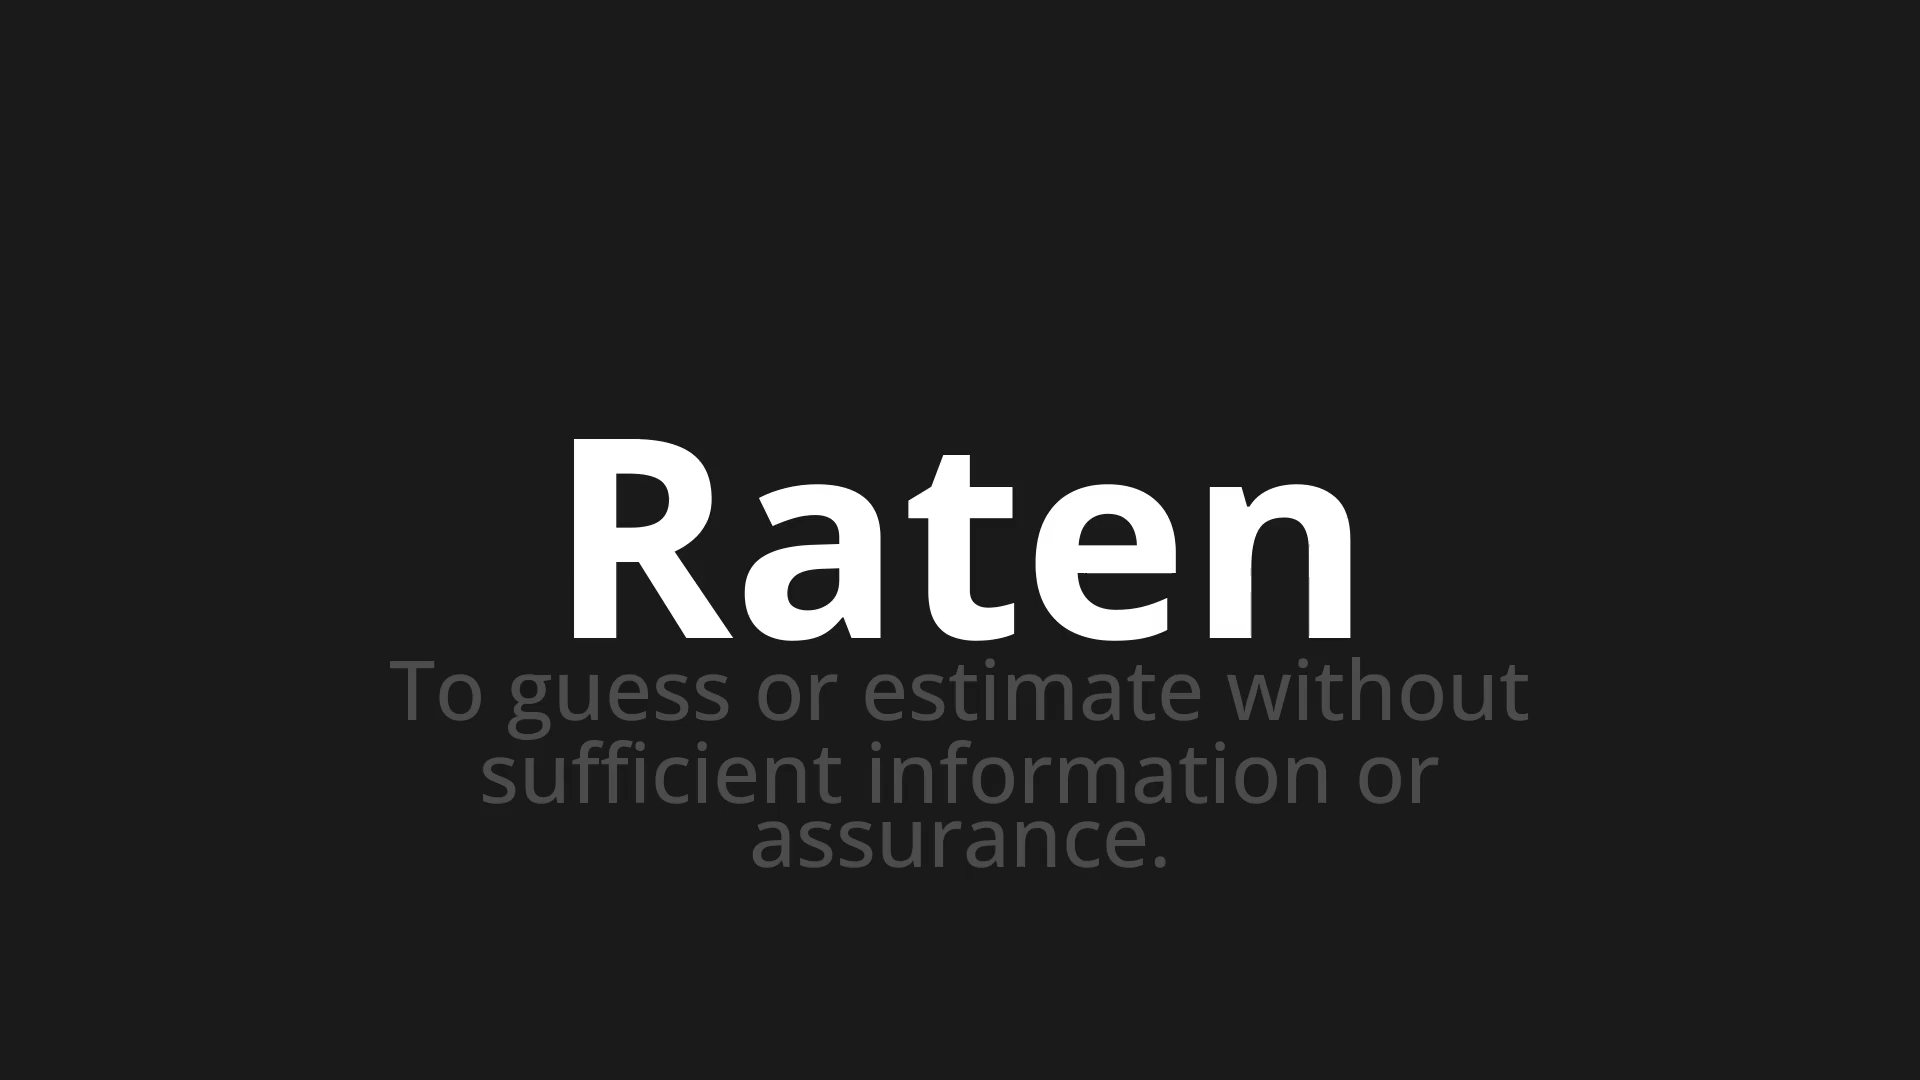 Raten
To guess or estimate without
sufficient information or
assurance.